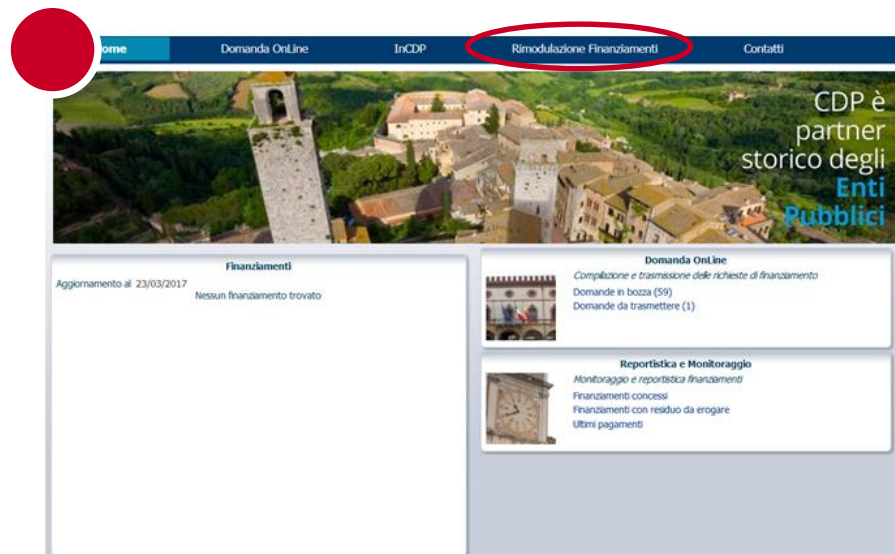 Domanda OnLine
InCDP
Rimodulazione Finanziamenti
Contatti
CDP è
partner
storico degli
Enti
Pubblici
Finanziamenti
Aggiornamento al 23/03/2017
Nessun finanziamento trovato
Domanda OnLine
Compilazione e trasmissione delle richieste di finanziamento
Domande in bozza (59)
Domande da trasmettere (1)
Reportistica e Monitoraggio
Monitoraggio e reportistica finanziamenti
Finanziamenti concessi
Finanziamenti con residuo da erogare
Ultimi pagamenti